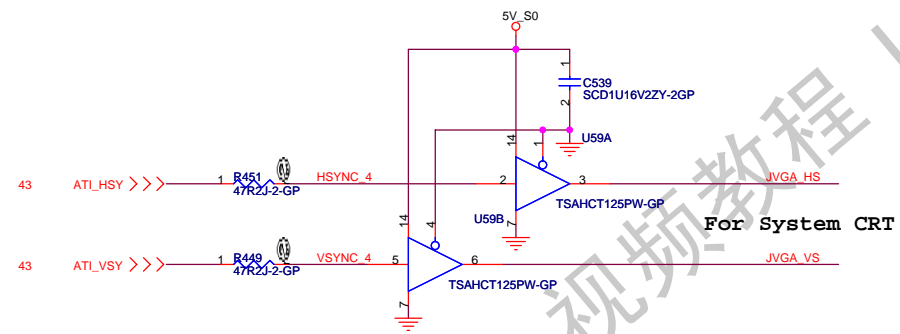 5V_S0
1
C539
SCD1U16V2ZY-2GP
2
U59A
14
1
43 ATI_HSY
1 R451
47R2J-2-GP
HSYNC_4
2
3
JVGA_HS
TSAHCT125PW-GP
U59B
7
For System CRT
14
4
43 ATI_VSY
1 R449
47R2J-2-GP
VSYNC_4
5
6
JVGA_VS
TSAHCT125PW-GP
7
视频教程